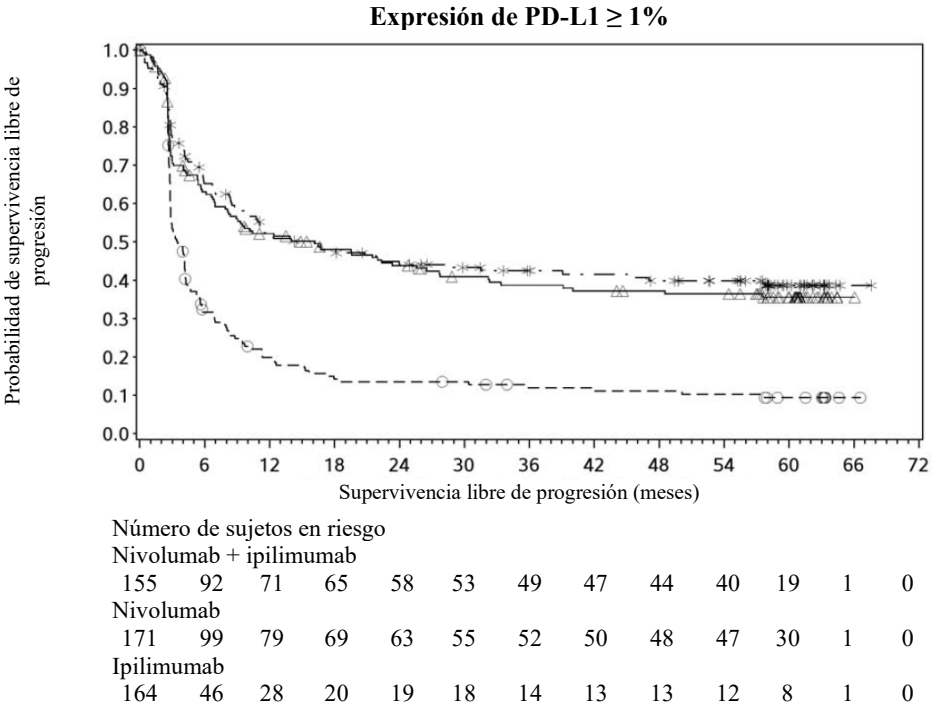 Expresión de PD-L1 ≥ 1%
Probabilidad de supervivencia libre de
progresión
1.0
0.9
0.8
0.7
0.6
0.5
0.4
0.3
0.2
0.1
0.0
0 6 12 18 24 30 36 42 48 54 60 66 72
Supervivencia libre de progresión (meses)
Número de sujetos en riesgo
Nivolumab + ipilimumab
155 92 71 65 58 53 49 47 44 40 19 1 0
Nivolumab
171 99 79 69 63 55 52 50 48 47 30 1 0
Ipilimumab
164 46 28 20 19 18 14 13 13 12 8 1 0